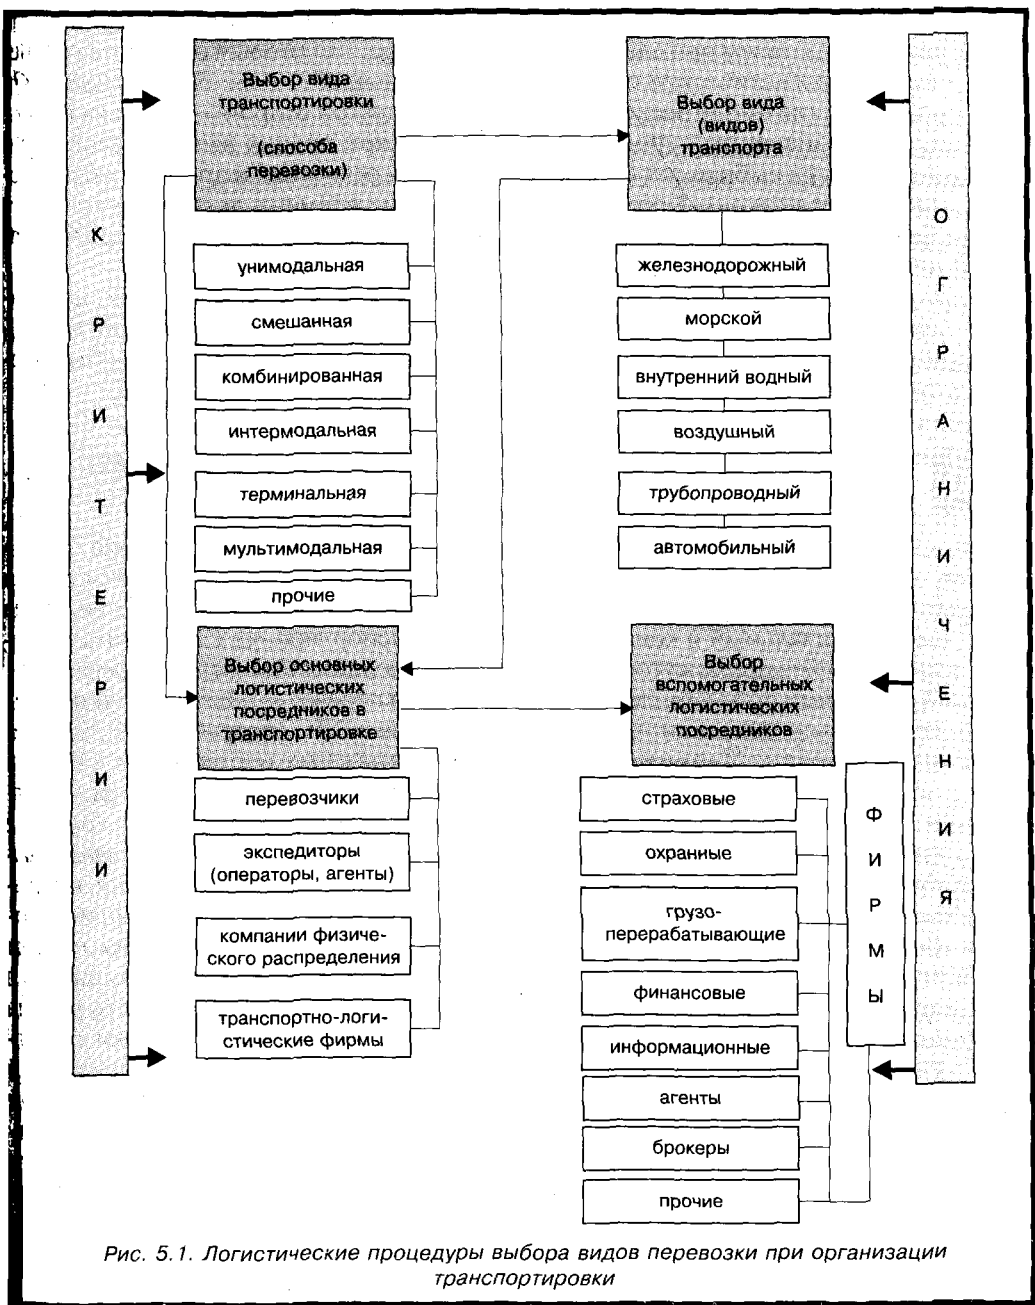 К
Р
И
Т
Е
Р
И
И
Выбор вида
транспортировки
(способа
перевозки)
унимодальная
смешанная
комбинированная
интермодальная
терминальная
мультимодальная
прочие
Выбор вида
(видов)
транспорта
железнодорожный
морской
внутренний водный
воздушный
трубопроводный
автомобильный
Выбор основных
логистических
посредников в
транспортировке
перевозчики
экспедиторы
(операторы, агенты)
компании физиче-
ского распределения
транспортно-логи-
стические фирмы
Выбор
вспомогательных
логистических
посредников
страховые
охранные
грузо-
перерабатывающие
финансовые
информационные
агенты
брокеры
прочие
Ф
И
Р
М
Ы
О
Г
Р
А
Н
И
Ч
Е
Н
И
Я
Рис. 5.1. Логистические процедуры выбора видов перевозки при организации
транспортировки